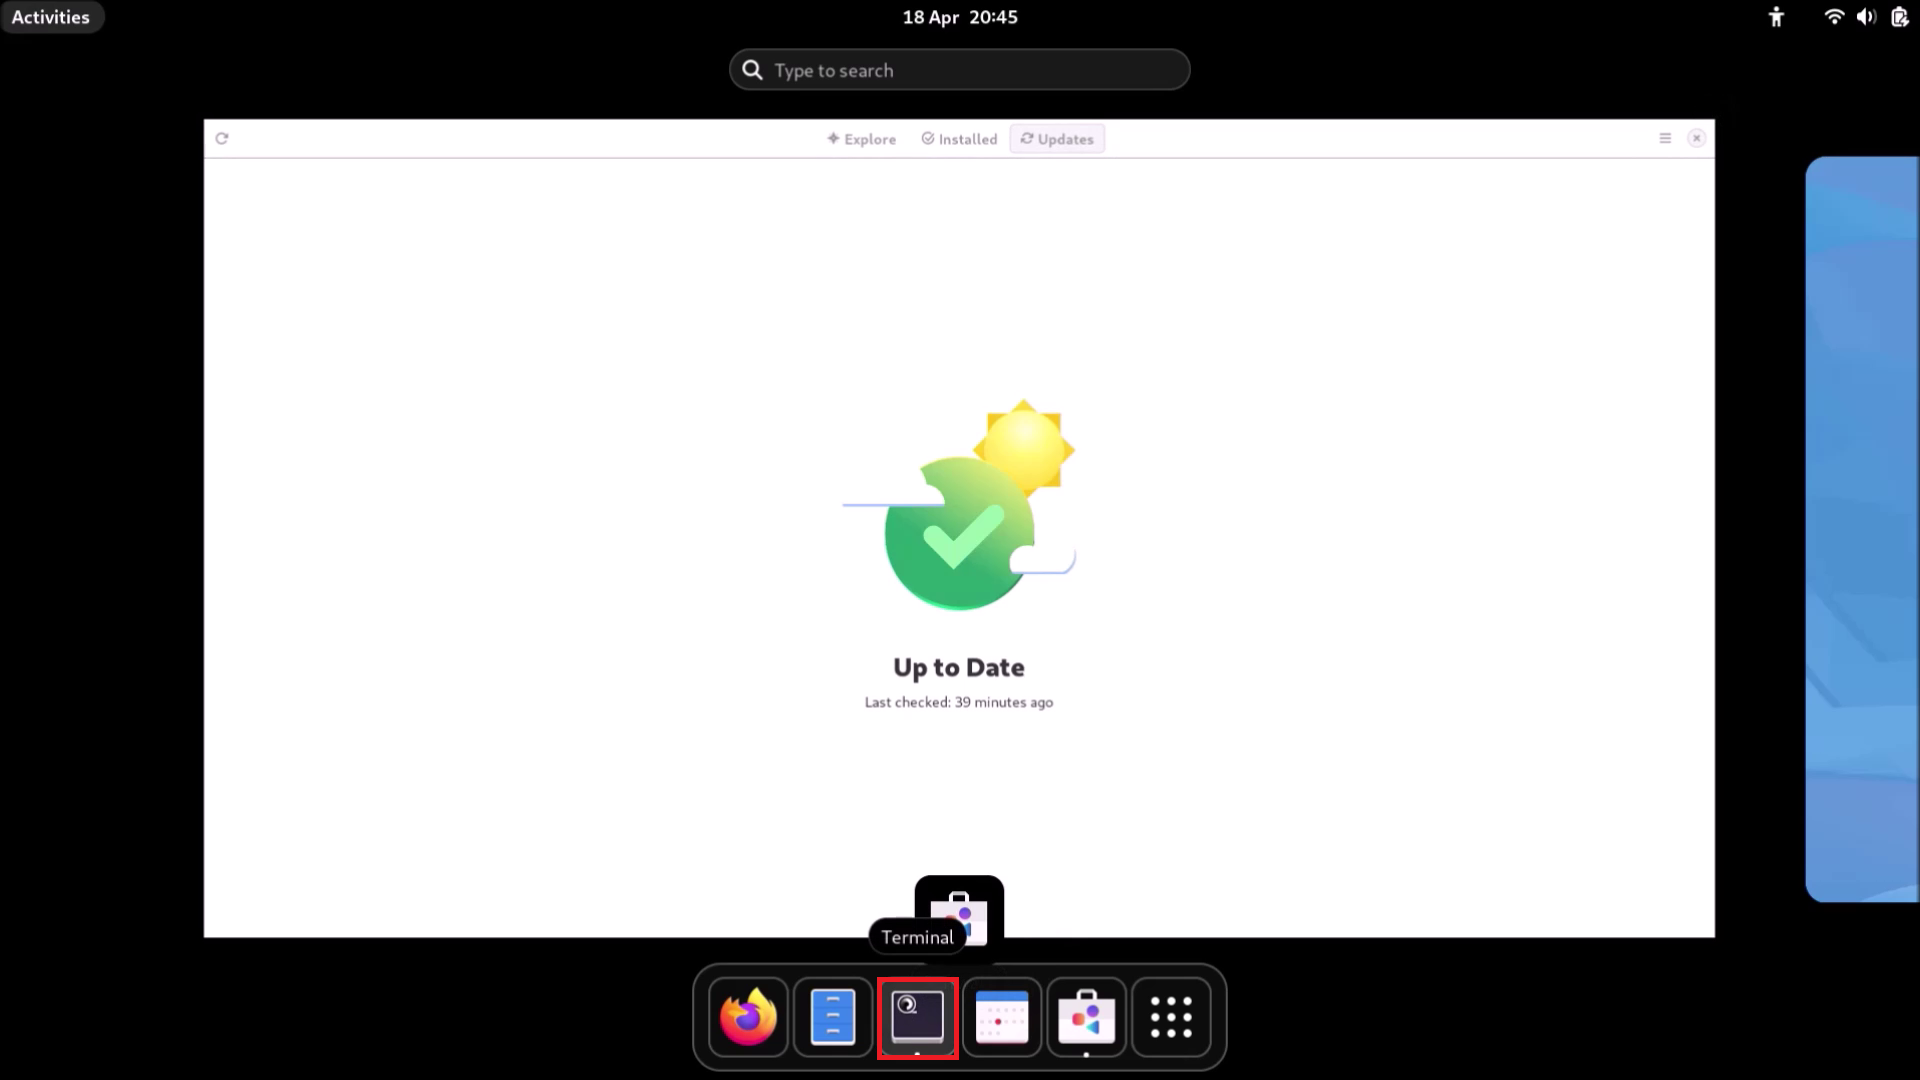 Activities
18 Apr 20:45
Type to search
Explore Installed Updates
Up to Date
Last checked: 39 minutes ago
Terminal